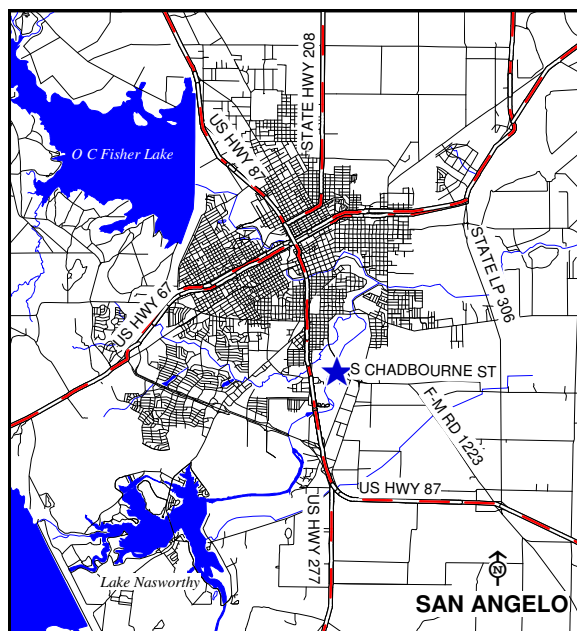 STATE HWY 208
US HWY 87
O C Fisher Lake
STATE LP 306
US HWY 67
S CHADBOURNE ST
F-M RD 1223
US HWY 87
US HWY 277
Lake Nasworthy
N
SAN ANGELO